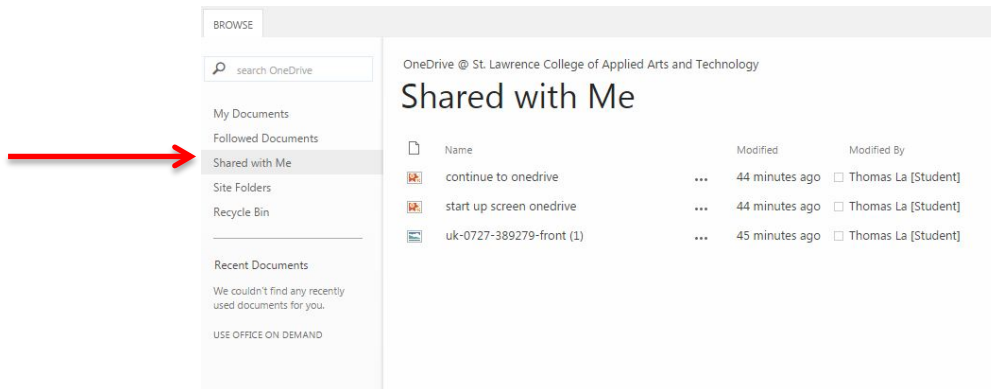 BROWSE
search OneDrive
My Documents
Followed Documents
Shared with Me
Site Folders
Recycle Bin
Recent Documents
We couldn't find any recently
used documents for you.
USE OFFICE ON DEMAND
OneDrive @ St. Lawrence College of Applied Arts and Technology
Shared with Me
Name Modified Modified By
continue to onedrive ... 44 minutes ago Thomas La [Student]
start up screen onedrive ... 44 minutes ago Thomas La [Student]
uk-0727-389279-front (1) ... 45 minutes ago Thomas La [Student]